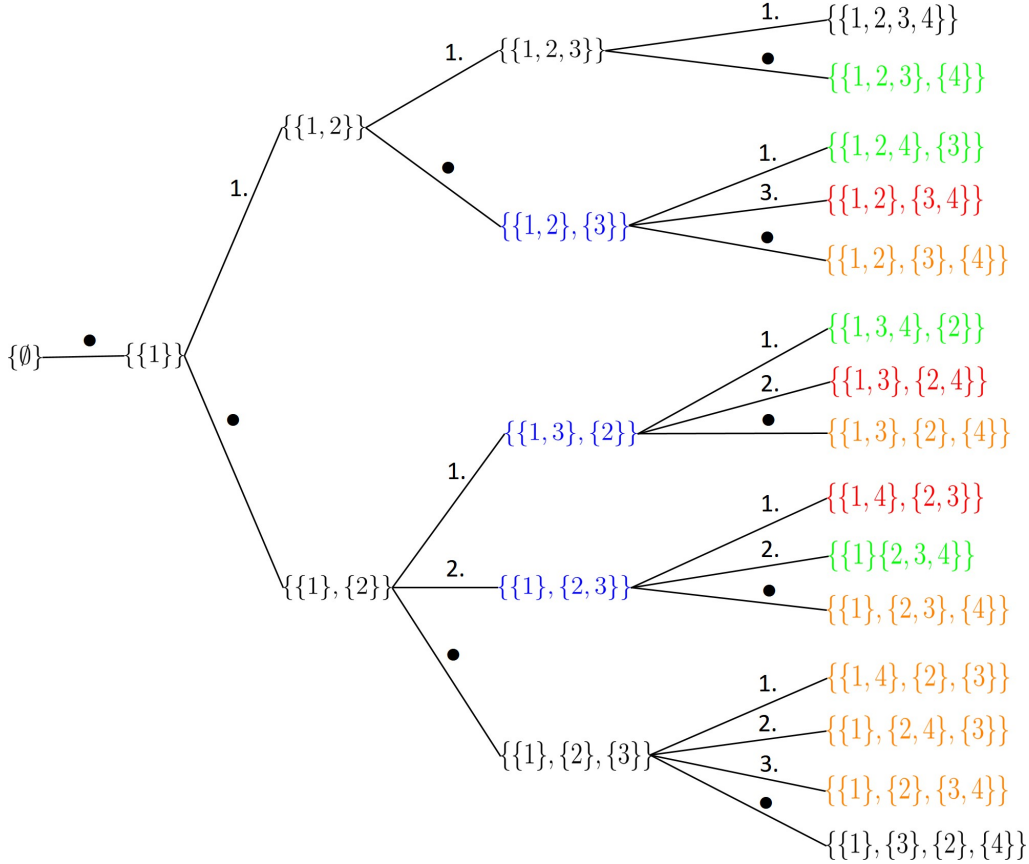 1. {{1, 2, 3, 4}}
1. {{1, 2, 3}} •
{{1, 2, 3}, {4}}
{{1, 2}} 1. {{1, 2, 4}, {3}}
• 3. {{1, 2}, {3, 4}}
1. {{1, 2}, {3}} •
{{1, 2}, {3}, {4}}
1. {{1, 3, 4}, {2}}
{∅} • {{1}}
2. {{1, 3}, {2, 4}}
• {{1, 3}, {2}} • {{1, 3}, {2}, {4}}
1. 1. {{1, 4}, {2, 3}}
2. {{1}{2, 3, 4}}
{{1}, {2}} 2. {{1}, {2, 3}} •
{{1}, {2, 3}, {4}}
• 1. {{1, 4}, {2}, {3}}
2. {{1}, {2, 4}, {3}}
{{1}, {2}, {3}} 3. {{1}, {2}, {3, 4}}
•
{{1}, {3}, {2}, {4}}